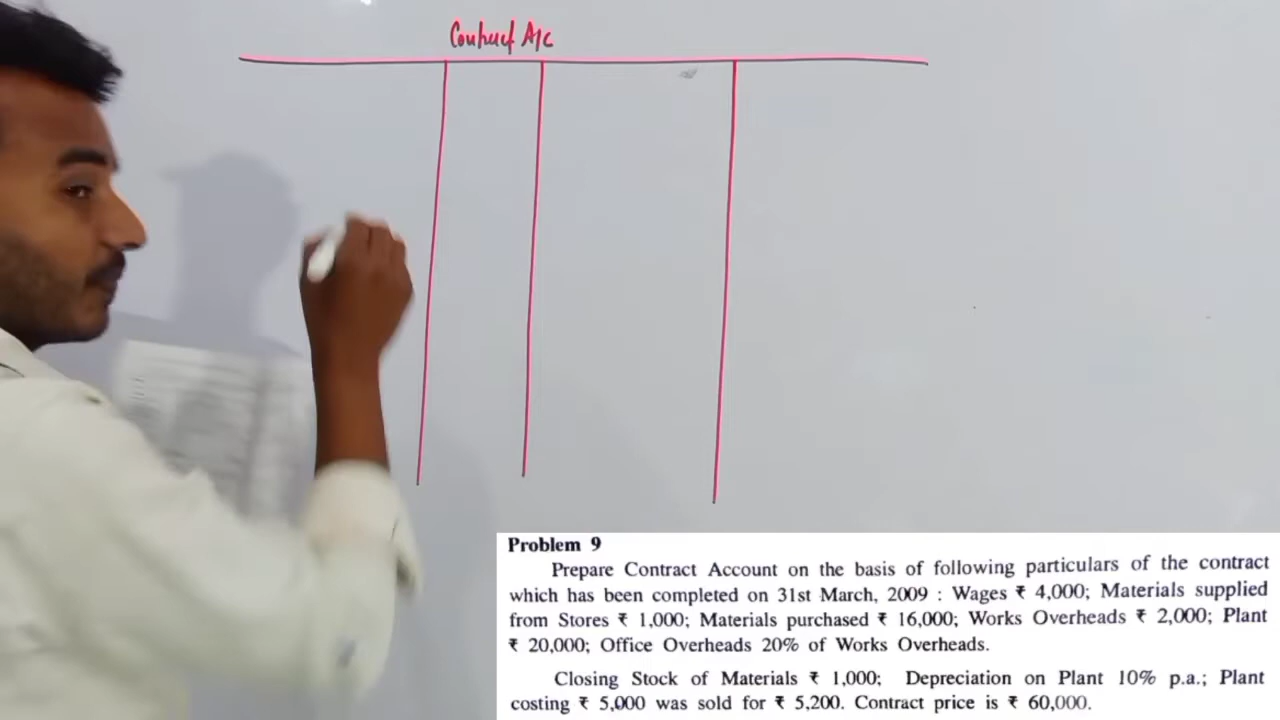 Contract A/c
Problem 9
Prepare Contract Account on the basis of following particulars of the contract
which has been completed on 31st March, 2009 : Wages ₹ 4,000; Materials supplied
from Stores ₹ 1,000; Materials purchased ₹ 16,000; Works Overheads ₹ 2,000; Plant
₹ 20,000; Office Overheads 20% of Works Overheads.
Closing Stock of Materials ₹ 1,000; Depreciation on Plant 10% p.a.; Plant
costing ₹ 5,000 was sold for ₹ 5,200. Contract price is ₹ 60,000.